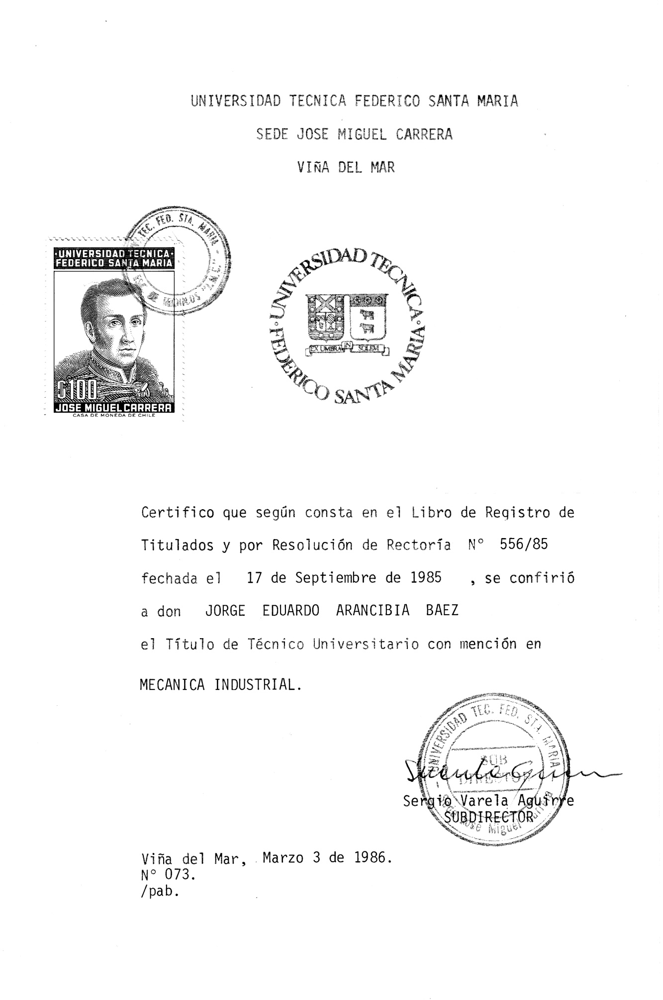 UNIVERSIDAD TECNICA FEDERICO SANTA MARIA
SEDE JOSE MIGUEL CARRERA
VIÑA DEL MAR
TEC. FED. STA. MARIA -
ESC. DE TECNICOS "J.M.C."
·UNIVERSIDAD TECNICA·
FEDERICO SANTA MARIA
$100
JOSE MIGUEL CARRERA
CASA DE MONEDA DE CHILE
·UNIVERSIDAD TECNICA·
FEDERICO SANTA MARIA
EX UMBRA IN SOLEM
Certifico que según consta en el Libro de Registro de
Titulados y por Resolución de Rectoría N° 556/85
fechada el 17 de Septiembre de 1985 , se confirió
a don JORGE EDUARDO ARANCIBIA BAEZ
el Título de Técnico Universitario con mención en
MECANICA INDUSTRIAL.
UNIVERSIDAD TEC. FED. STA. MARIA
SUB
DIRECTOR
Sede José Miguel Carrera
Sergio Varela Aguirre
SUBDIRECTOR
Viña del Mar, Marzo 3 de 1986.
N° 073.
/pab.